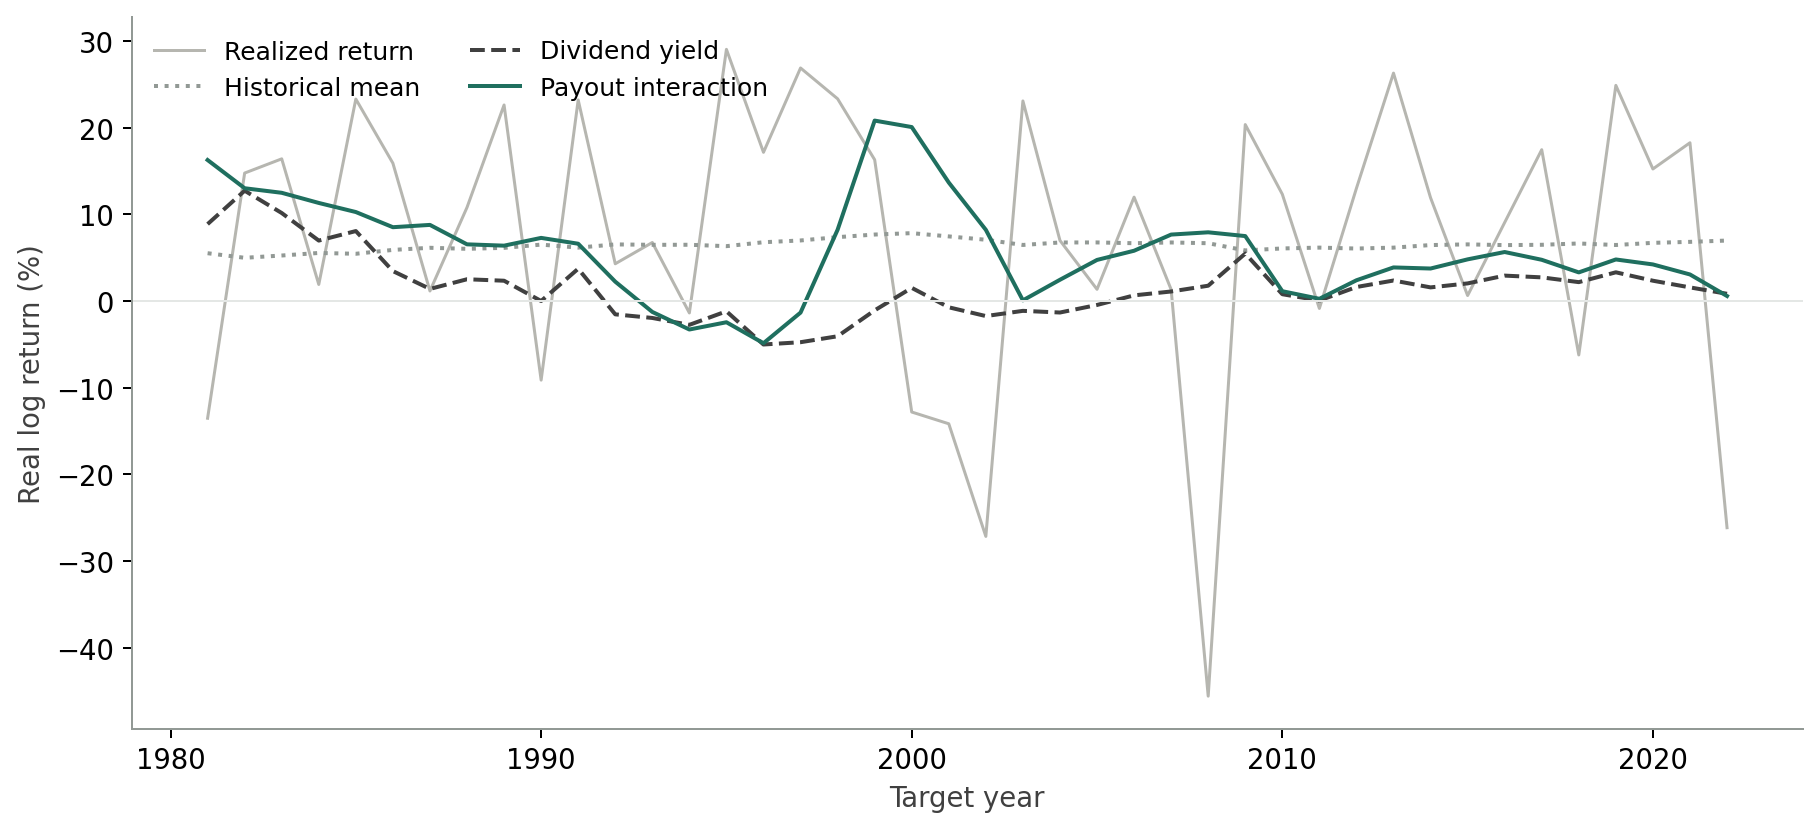 Realized return
Historical mean
Dividend yield
Payout interaction
Real log return (%)
30
20
10
0
−10
−20
−30
−40
1980
1990
2000
2010
2020
Target year